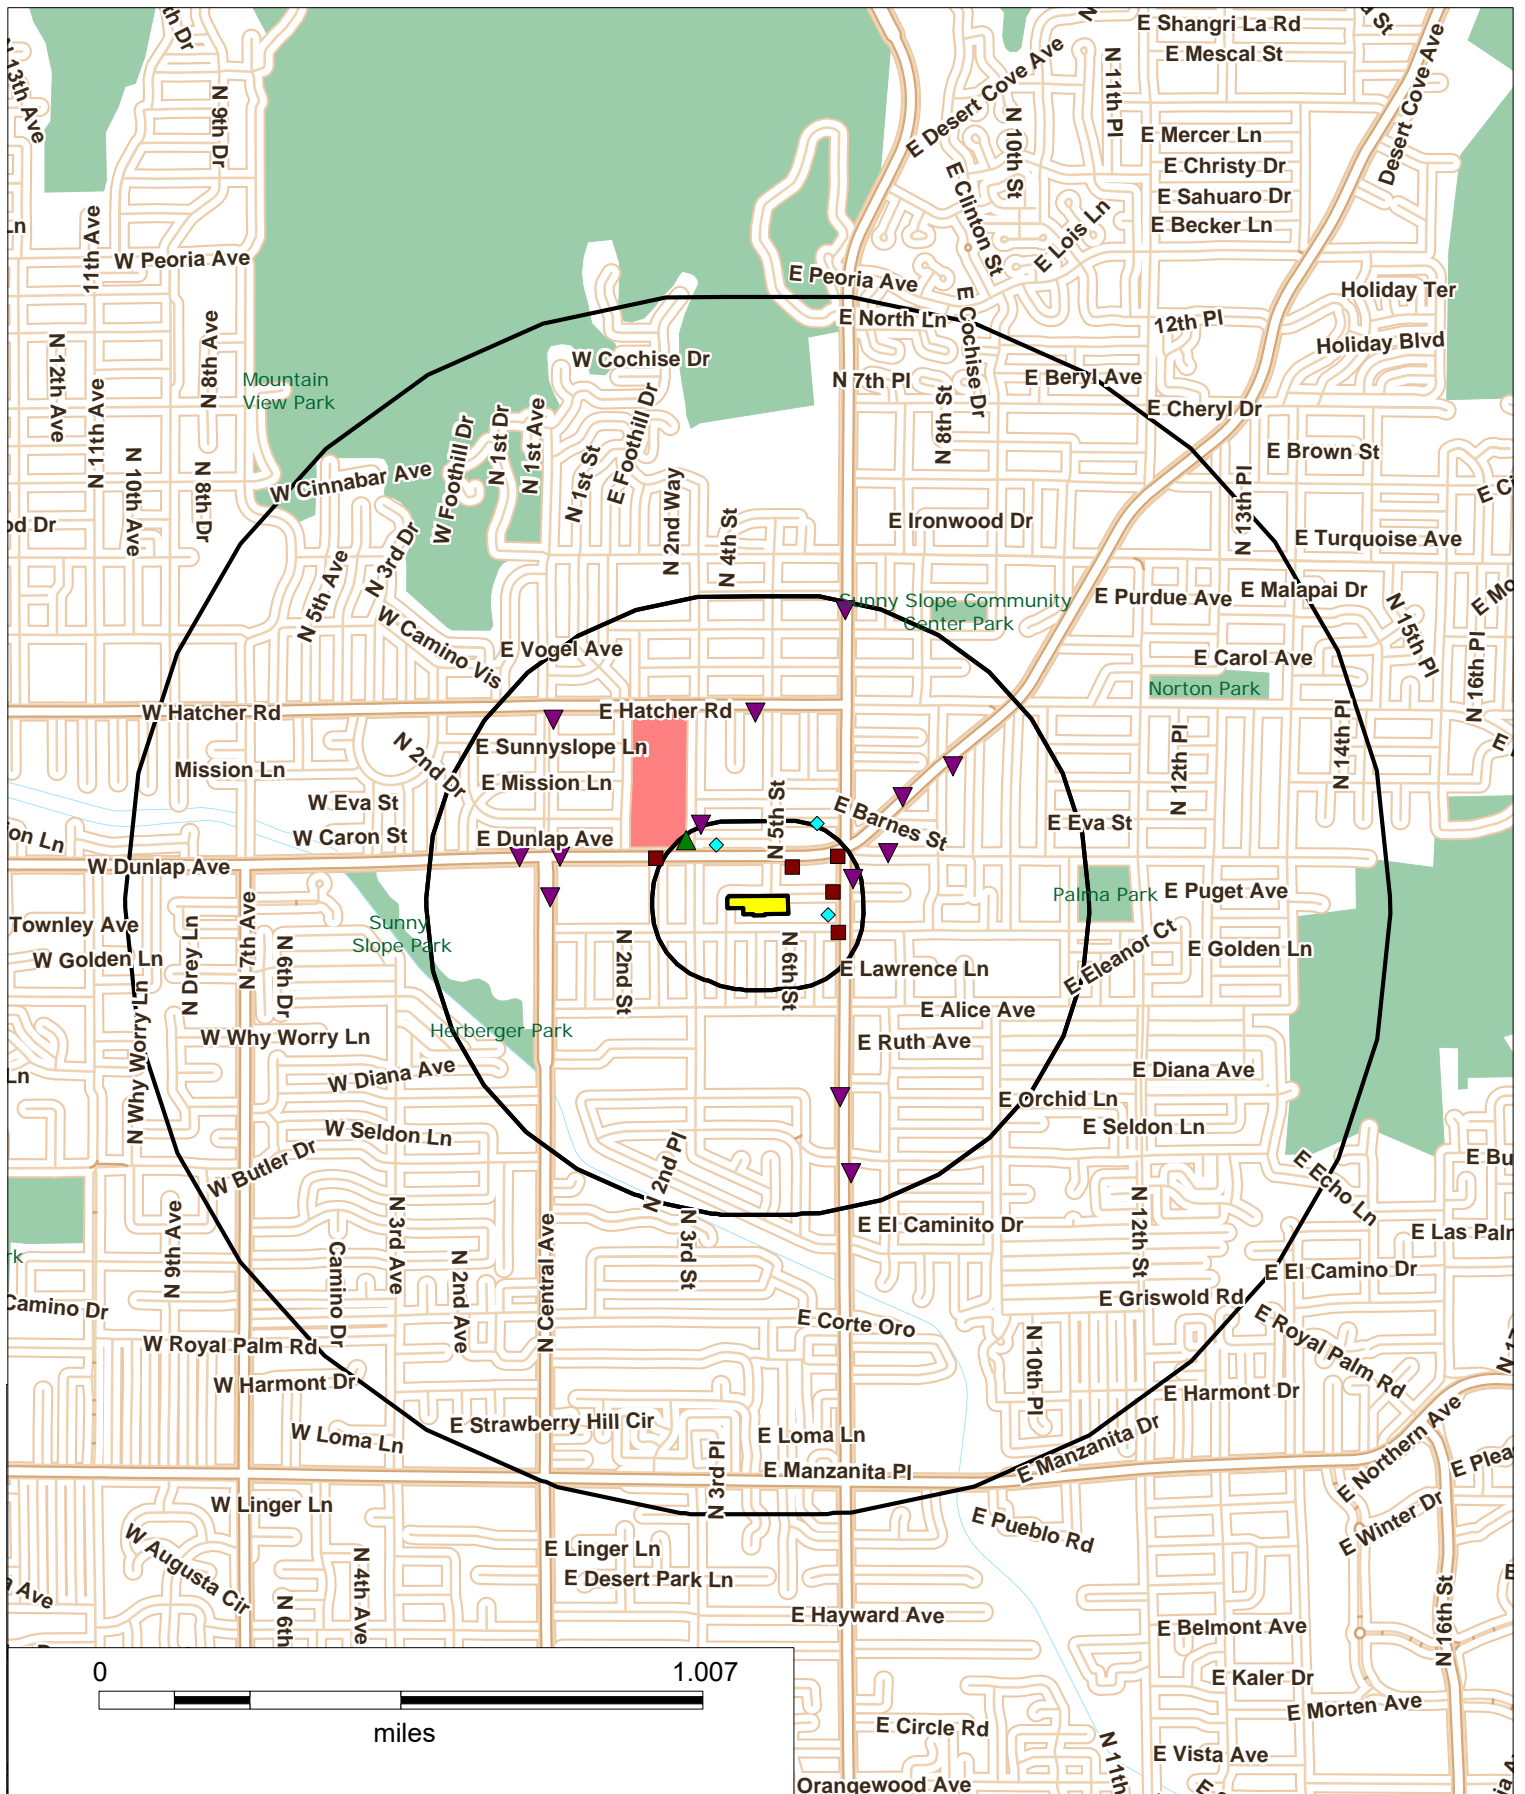 E Shangri La Rd
E Mescal St
N 13th Ave
N 9th Dr
E Desert Cove Ave
N 11th Pl
Desert Cove Ave
N 10th St
E Mercer Ln
E Christy Dr
E Clinton St
E Sahuaro Dr
E Becker Ln
E Lois Ln
11th Ave
W Peoria Ave
E Peoria Ave
Holiday Ter
E North Ln
E Cochise Dr
12th Pl
Holiday Blvd
N 12th Ave
N 8th Ave
W Cochise Dr
Mountain
View Park
N 7th Pl
E Beryl Ave
N 11th Ave
E Foothill Dr
N 8th St
E Cheryl Dr
W Foothill Dr
N 1st Dr
N 1st Ave
N 1st St
E Brown St
W Cinnabar Ave
N 10th Ave
N 8th Dr
N 2nd Way
N 4th St
E Ironwood Dr
N 13th Pl
E Turquoise Ave
od Dr
N 5th Ave
N 3rd Dr
E Purdue Ave
E Malapai Dr
Sunny Slope Community
Center Park
N 15th Pl
W Camino Vis
E Vogel Ave
E Carol Ave
Norton Park
N 16th Pl
W Hatcher Rd
E Hatcher Rd
N 14th Pl
N 12th Pl
E Sunnyslope Ln
N 2nd Dr
Mission Ln
E Mission Ln
W Eva St
N 5th St
E Barnes St
E Eva St
W Caron St
E Dunlap Ave
on Ln
W Dunlap Ave
Palma Park
E Puget Ave
Townley Ave
N Drey Ln
N 7th Ave
Sunny
Slope Park
W Golden Ln
N 6th Dr
N 2nd St
N 6th St
E Lawrence Ln
E Eleanor Ct
E Golden Ln
N Why Worry Ln
E Alice Ave
Herberger Park
W Why Worry Ln
E Ruth Ave
W Diana Ave
E Diana Ave
Ln
E Orchid Ln
W Seldon Ln
E Seldon Ln
W Butler Dr
N 2nd Pl
E Echo Ln
E Bu
N 9th Ave
N 3rd Ave
N 3rd St
N 12th St
E El Caminito Dr
E Las Palm
Camino Dr
N 2nd Ave
N Central Ave
E El Camino Dr
Camino Dr
E Griswold Rd
E Corte Oro
W Royal Palm Rd
N 10th Pl
E Royal Palm Rd
W Harmont Dr
E Harmont Dr
E Strawberry Hill Cir
W Loma Ln
E Loma Ln
E Manzanita Dr
E Northern Ave
E Manzanita Pl
N 3rd Pl
E Plea
W Linger Ln
E Pueblo Rd
E Winter Dr
W Augusta Cir
E Linger Ln
N 4th Ave
E Desert Park Ln
N 6th
E Hayward Ave
E Belmont Ave
N 16th St
0
1.007
miles
E Kaler Dr
E Morten Ave
E Circle Rd
N 11th
E Vista Ave
Orangewood Ave